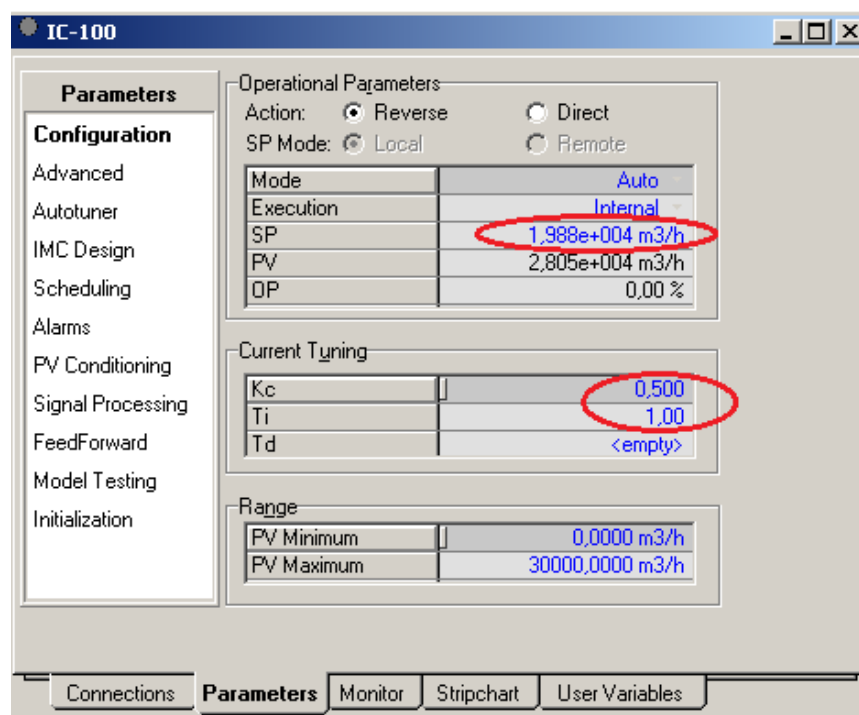 IC-100
Parameters
Configuration
Advanced
Autotuner
IMC Design
Scheduling
Alarms
PV Conditioning
Signal Processing
FeedForward
Model Testing
Initialization
Operational Parameters
Action: Reverse Direct
SP Mode: Local Remote
Mode Auto
Execution Internal
SP 1,988e+004 m3/h
PV 2,805e+004 m3/h
OP 0,00 %
Current Tuning
Kc 0,500
Ti 1,00
Td <empty>
Range
PV Minimum 0,0000 m3/h
PV Maximum 30000,0000 m3/h
Connections Parameters Monitor Stripchart User Variables